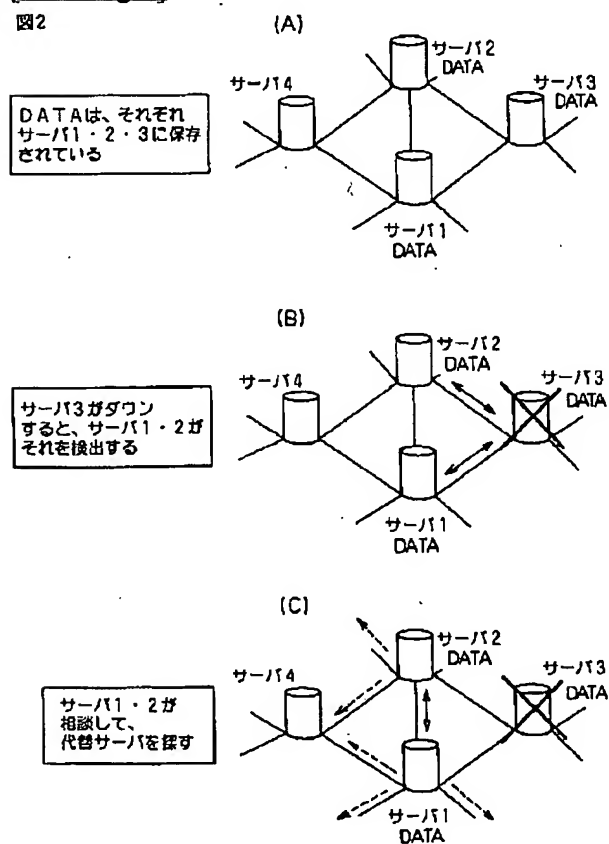 図2
(A)
サーバ2
DATA
サーバ4
サーバ3
DATA
DATAは、それぞれ
サーバ1・2・3に保存
されている
サーバ1
DATA
(B)
サーバ2
DATA
サーバ4
サーバ3
DATA
サーバ3がダウン
すると、サーバ1・2が
それを検出する
サーバ1
DATA
(C)
サーバ2
DATA
サーバ4
サーバ3
DATA
サーバ1・2が
相談して、
代替サーバを探す
サーバ1
DATA